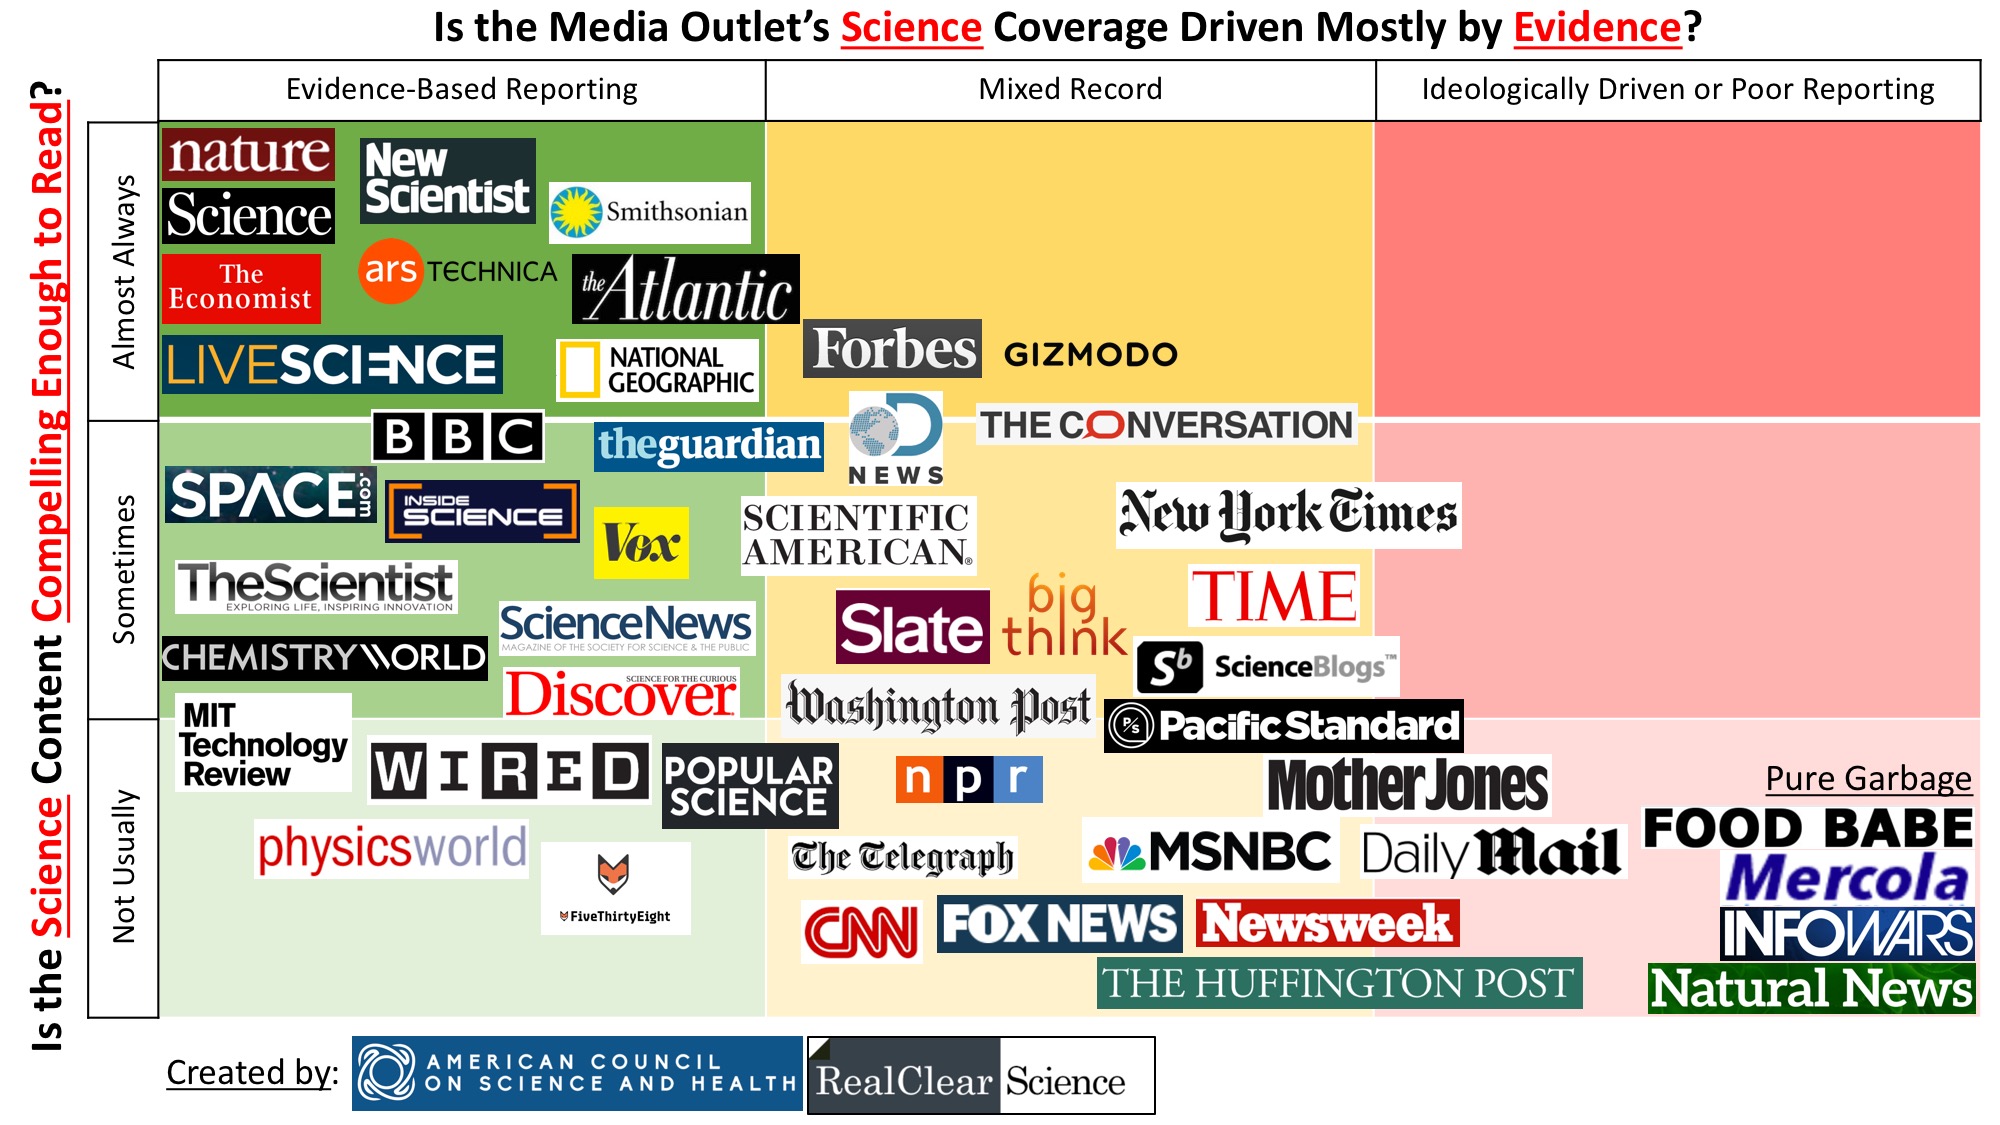 Is the Media Outlet's Science Coverage Driven Mostly by Evidence?
Is the Science Content Compelling Enough to Read?
Evidence-Based Reporting
Mixed Record
Ideologically Driven or Poor Reporting
Almost Always
nature
New
Scientist
Science
Smithsonian
The
Economist
ars TECHNICA
the Atlantic
LIVESCIENCE
NATIONAL
GEOGRAPHIC
Forbes
GIZMODO
Sometimes
BBC
theguardian
D
NEWS
THE CONVERSATION
SPACE.com
INSIDE
SCIENCE
Vox
SCIENTIFIC
AMERICAN®
New York Times
TheScientist
EXPLORING LIFE, INSPIRING INNOVATION
ScienceNews
MAGAZINE OF THE SOCIETY FOR SCIENCE & THE PUBLIC
Slate
big
think
TIME
CHEMISTRY WORLD
SCIENCE FOR THE CURIOUS
Discover
Sb ScienceBlogs™
Washington Post
P/S Pacific Standard
Not Usually
MIT
Technology
Review
WIRED
POPULAR
SCIENCE
npr
Mother Jones
physicsworld
FiveThirtyEight
The Telegraph
MSNBC
Daily Mail
CNN
FOX NEWS
Newsweek
THE HUFFINGTON POST
Pure Garbage
FOOD BABE
Mercola
INFOWARS
Natural News
Created by:
AMERICAN COUNCIL
ON SCIENCE AND HEALTH
RealClear Science